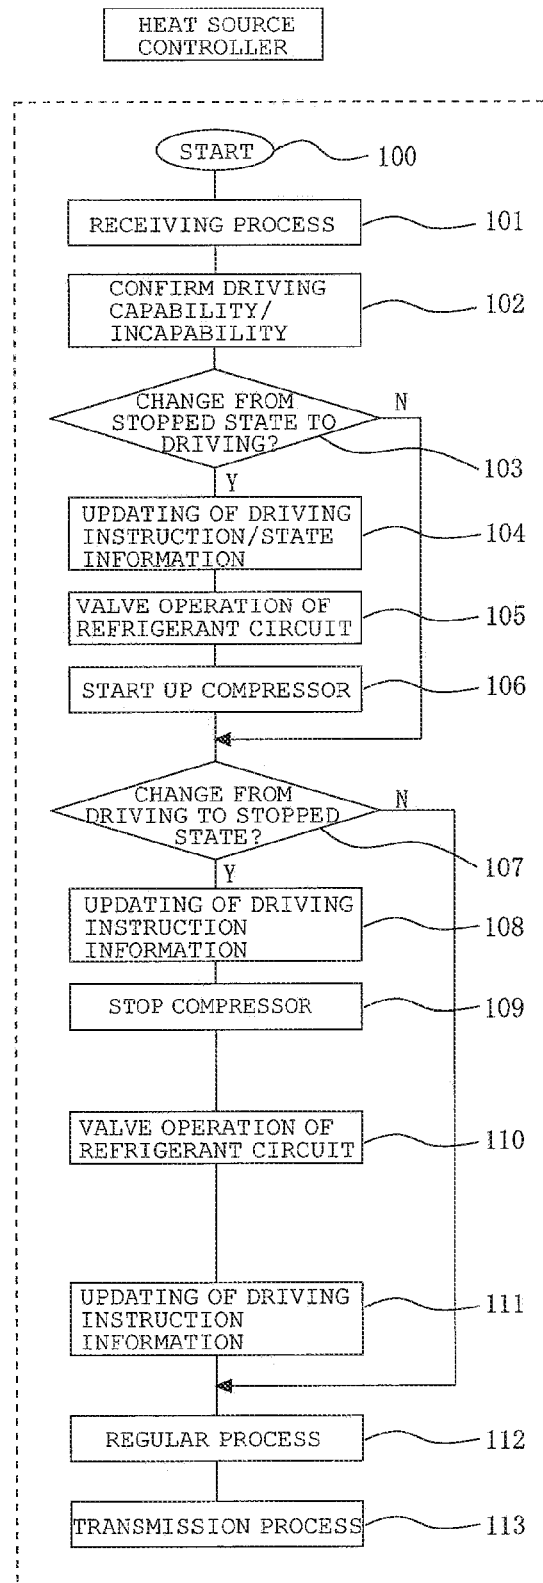 HEAT SOURCE
CONTROLLER
START
100
RECEIVING PROCESS
101
CONFIRM DRIVING
CAPABILITY/
INCAPABILITY
102
CHANGE FROM
STOPPED STATE TO
DRIVING?
N
103
Y
UPDATING OF DRIVING
INSTRUCTION/STATE
INFORMATION
104
VALVE OPERATION OF
REFRIGERANT CIRCUIT
105
START UP COMPRESSOR
106
CHANGE FROM
DRIVING TO STOPPED
STATE?
N
107
Y
UPDATING OF DRIVING
INSTRUCTION
INFORMATION
108
STOP COMPRESSOR
109
VALVE OPERATION OF
REFRIGERANT CIRCUIT
110
UPDATING OF DRIVING
INSTRUCTION
INFORMATION
111
REGULAR PROCESS
112
TRANSMISSION PROCESS
113